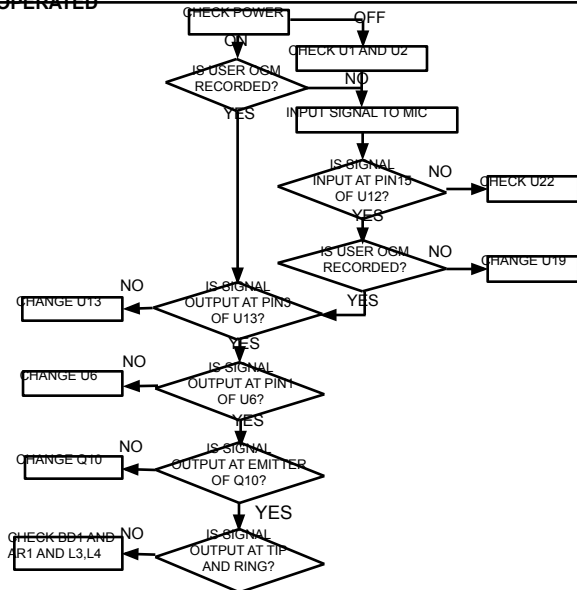 OPERATED
CHECK POWER
OFF
ON
CHECK U1 AND U2
IS USER OGM
RECORDED?
NO
YES
INPUT SIGNAL TO MIC
IS SIGNAL
INPUT AT PIN15
OF U12?
NO
CHECK U22
YES
IS USER OGM
RECORDED?
NO
CHANGE U19
YES
IS SIGNAL
OUTPUT AT PIN3
OF U13?
NO
CHANGE U13
YES
IS SIGNAL
OUTPUT AT PIN1
OF U6?
NO
CHANGE U6
YES
IS SIGNAL
OUTPUT AT EMITTER
OF Q10?
NO
CHANGE Q10
YES
IS SIGNAL
OUTPUT AT TIP
AND RING?
NO
CHECK BD1 AND
AR1 AND L3,L4